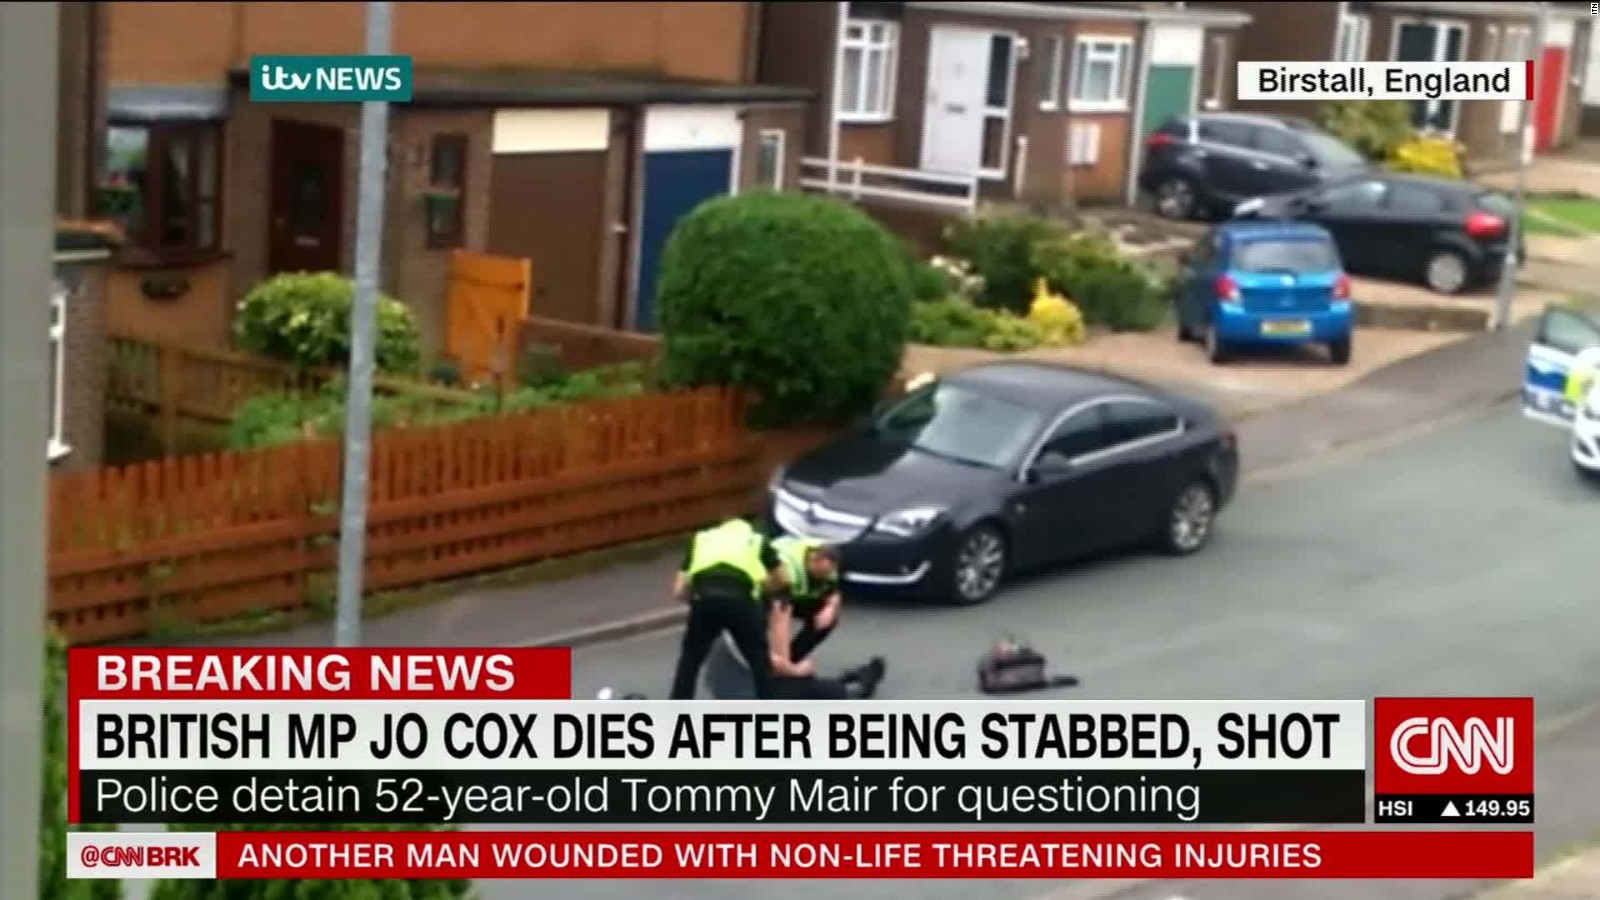 ITN
itv NEWS
Birstall, England
BREAKING NEWS
BRITISH MP JO COX DIES AFTER BEING STABBED, SHOT
Police detain 52-year-old Tommy Mair for questioning
CNN
HSI ▲149.95
@CNNBRK ANOTHER MAN WOUNDED WITH NON-LIFE THREATENING INJURIES